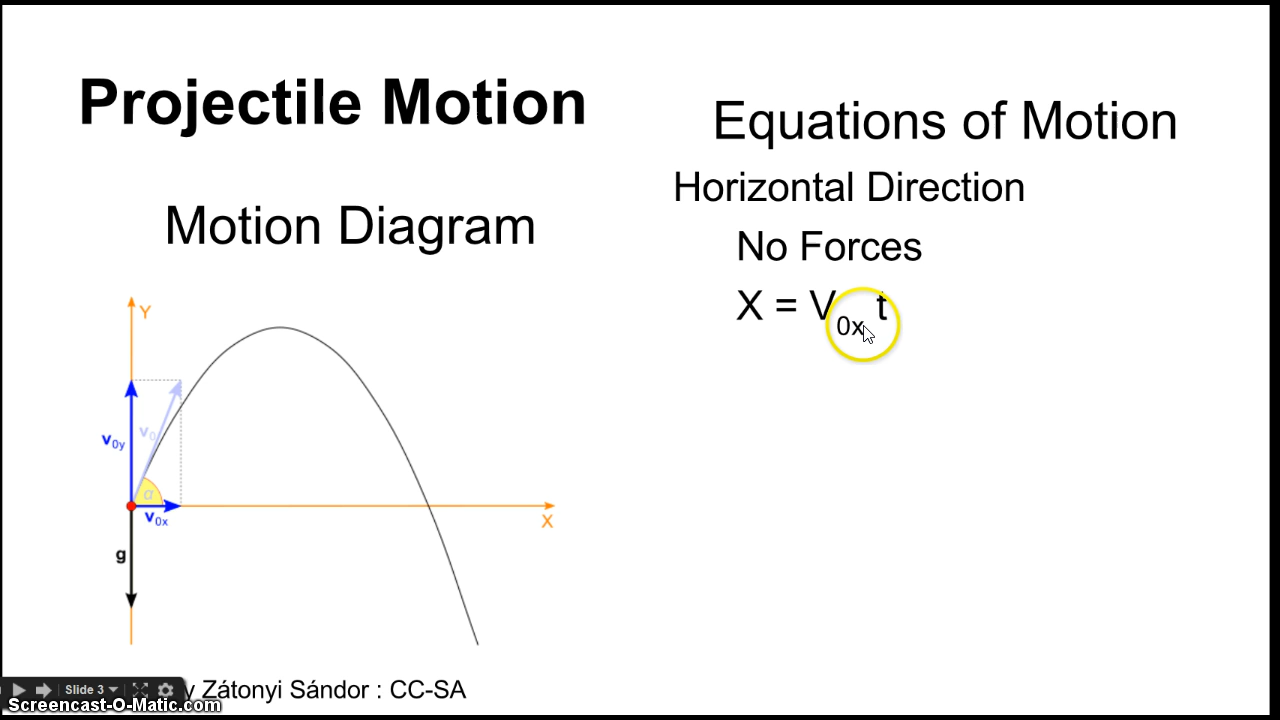 Projectile Motion
Motion Diagram
Y
v0y
v0
α
v0x
X
g
y Zátonyi Sándor : CC-SA
Equations of Motion
Horizontal Direction
No Forces
X = V0x t
Slide 3
Screencast-O-Matic.com